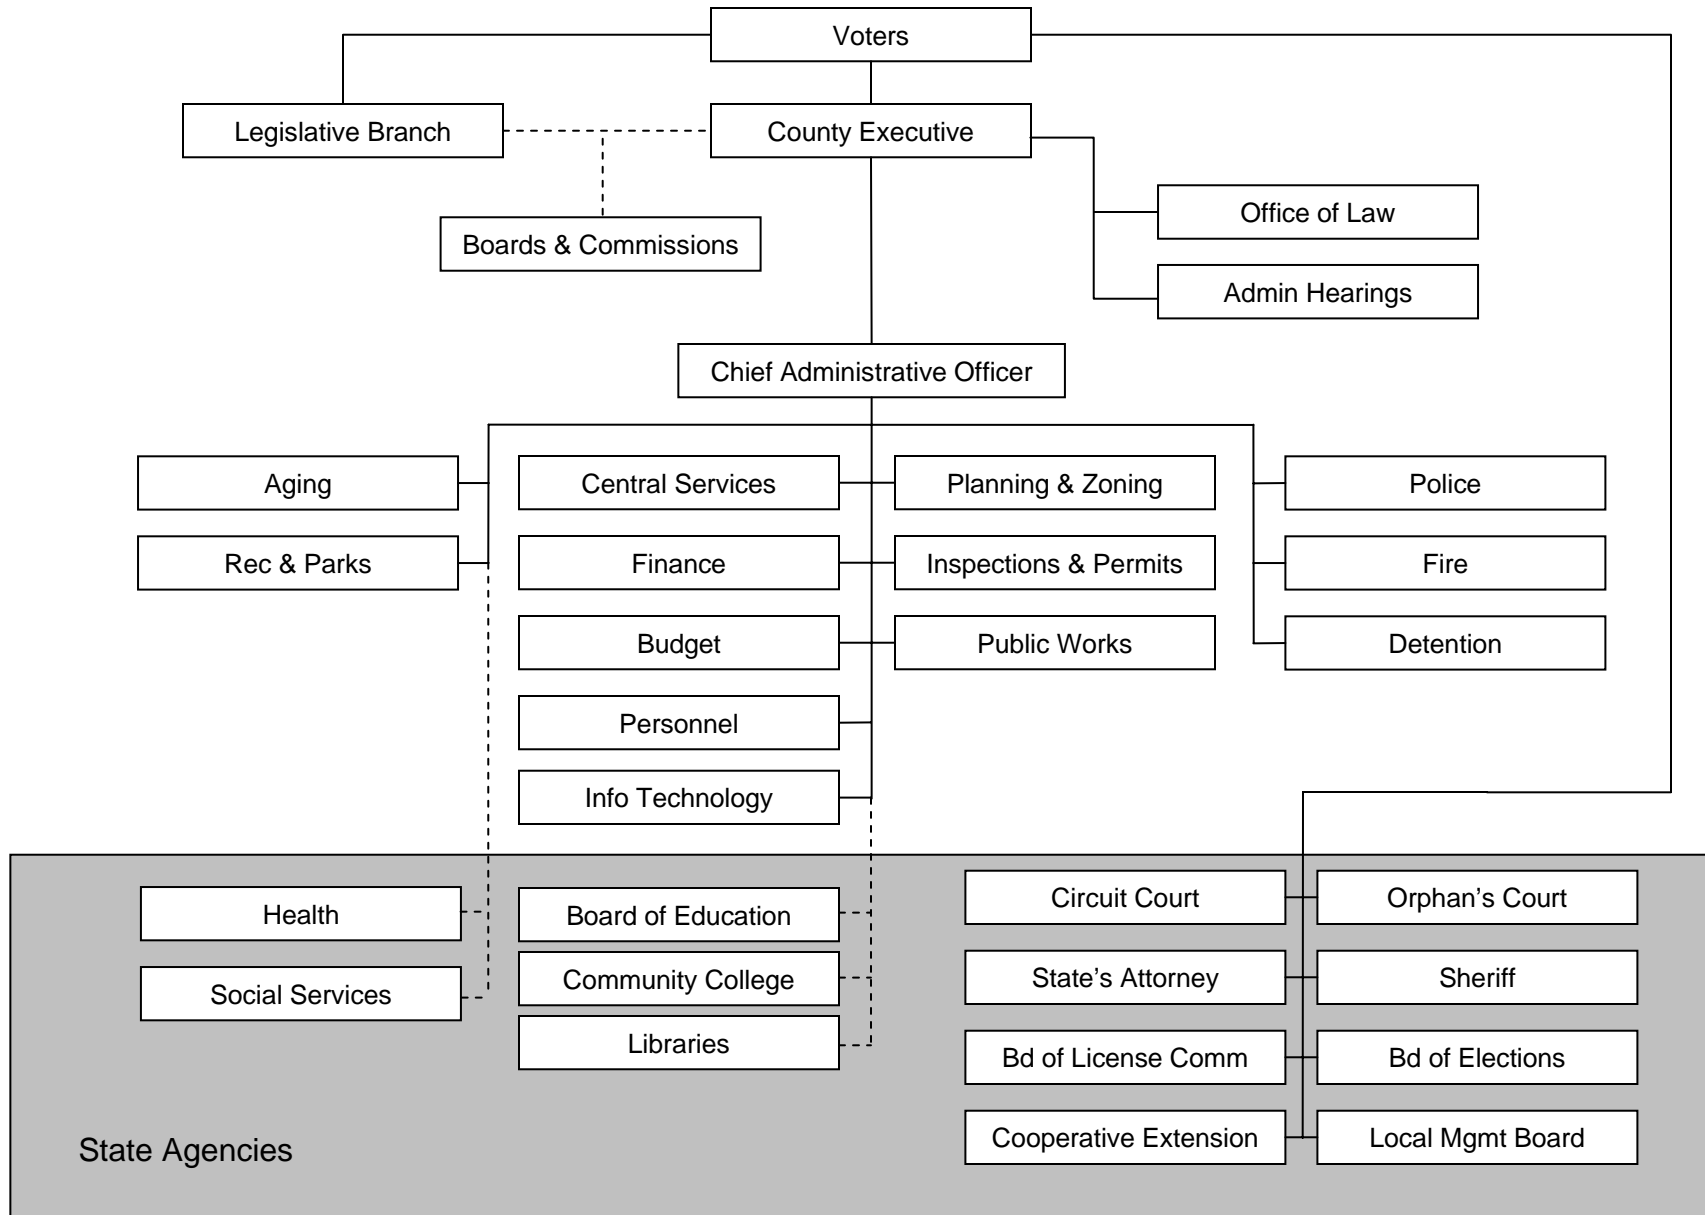 Voters
Legislative Branch
County Executive
Office of Law
Boards & Commissions
Admin Hearings
Chief Administrative Officer
Aging
Central Services
Planning & Zoning
Police
Rec & Parks
Finance
Inspections & Permits
Fire
Budget
Public Works
Detention
Personnel
Info Technology
Health
Board of Education
Circuit Court
Orphan's Court
Social Services
Community College
State's Attorney
Sheriff
Libraries
Bd of License Comm
Bd of Elections
Cooperative Extension
Local Mgmt Board
State Agencies